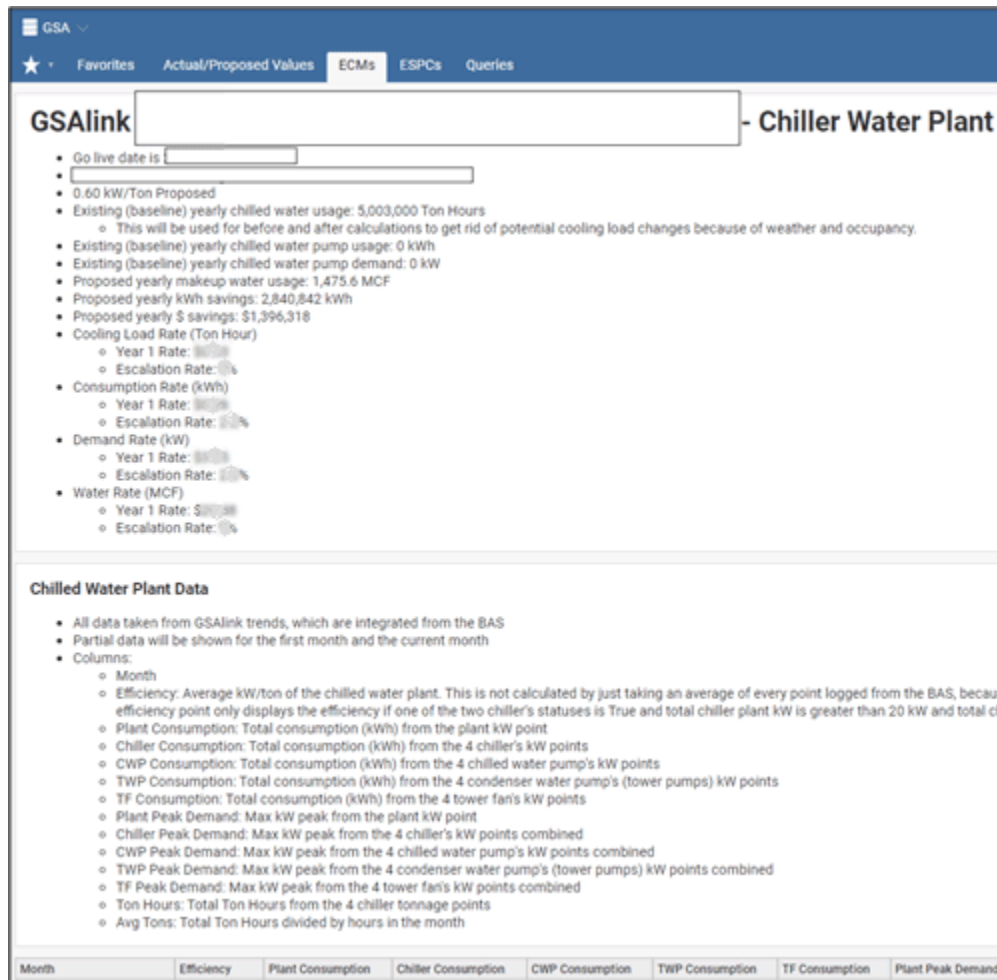 GSA
Favorites Actual/Proposed Values ECMs ESPCs Queries
GSAlink - Chiller Water Plant
Go live date is
0.60 kW/Ton Proposed
Existing (baseline) yearly chilled water usage: 5,003,000 Ton Hours
This will be used for before and after calculations to get rid of potential cooling load changes because of weather and occupancy.
Existing (baseline) yearly chilled water pump usage: 0 kWh
Existing (baseline) yearly chilled water pump demand: 0 kW
Proposed yearly makeup water usage: 1,475.6 MCF
Proposed yearly kWh savings: 2,840,842 kWh
Proposed yearly $ savings: $1,396,318
Cooling Load Rate (Ton Hour)
Year 1 Rate:
Escalation Rate: %
Consumption Rate (kWh)
Year 1 Rate:
Escalation Rate: %
Demand Rate (kW)
Year 1 Rate:
Escalation Rate: %
Water Rate (MCF)
Year 1 Rate: $
Escalation Rate: %
Chilled Water Plant Data
All data taken from GSAlink trends, which are integrated from the BAS
Partial data will be shown for the first month and the current month
Columns:
Month
Efficiency: Average kW/ton of the chilled water plant. This is not calculated by just taking an average of every point logged from the BAS, becau
efficiency point only displays the efficiency if one of the two chiller's statuses is True and total chiller plant kW is greater than 20 kW and total c
Plant Consumption: Total consumption (kWh) from the plant kW point
Chiller Consumption: Total consumption (kWh) from the 4 chiller's kW points
CWP Consumption: Total consumption (kWh) from the 4 chilled water pump's kW points
TWP Consumption: Total consumption (kWh) from the 4 condenser water pump's (tower pumps) kW points
TF Consumption: Total consumption (kWh) from the 4 tower fan's kW points
Plant Peak Demand: Max kW peak from the plant kW point
Chiller Peak Demand: Max kW peak from the 4 chiller's kW points combined
CWP Peak Demand: Max kW peak from the 4 chilled water pump's kW points combined
TWP Peak Demand: Max kW peak from the 4 condenser water pump's (tower pumps) kW points combined
TF Peak Demand: Max kW peak from the 4 tower fan's kW points combined
Ton Hours: Total Ton Hours from the 4 chiller tonnage points
Avg Tons: Total Ton Hours divided by hours in the month
Month Efficiency Plant Consumption Chiller Consumption CWP Consumption TWP Consumption TF Consumption Plant Peak Demand